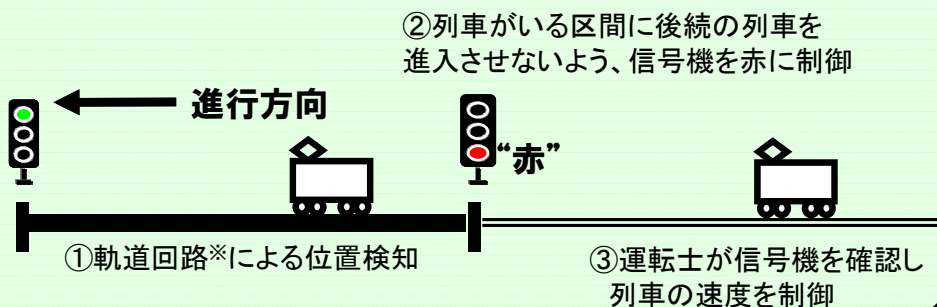 ②列車がいる区間に後続の列車を
進入させないよう、信号機を赤に制御
進行方向
“赤”
①軌道回路※による位置検知
③運転士が信号機を確認し
列車の速度を制御